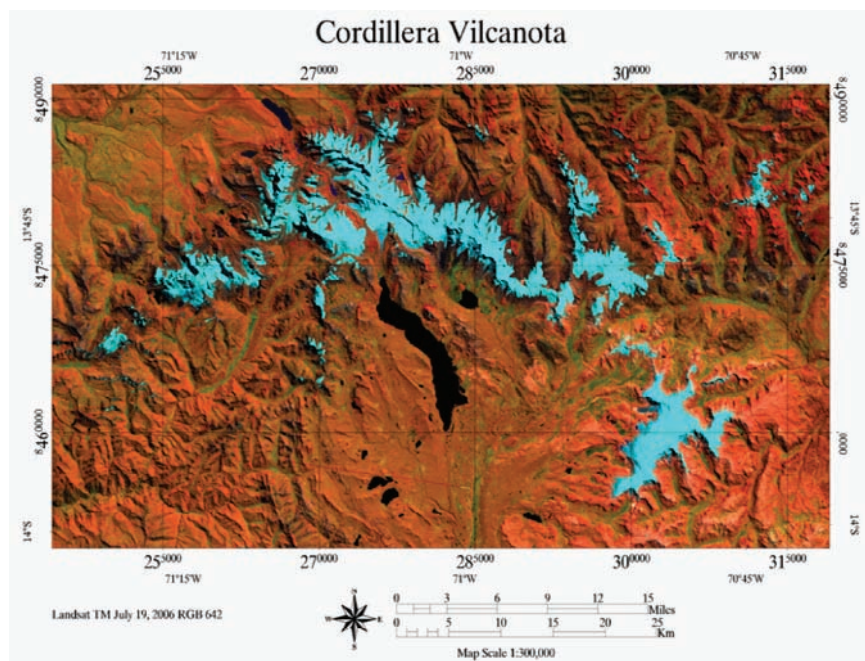 Cordillera Vilcanota
71°15'W 71°W 70°45'W
255000 270000 285000 300000 315000
8490000 8490000
13°45'S 13°45'S
8475000 8475000
8460000 0000
14°S 14°S
255000 270000 285000 300000 315000
71°15'W 71°W 70°45'W
Landsat TM July 19, 2006 RGB 642
N
W E
S
0 3 6 9 12 15
Miles
0 5 10 15 20 25
Km
Map Scale 1:300,000